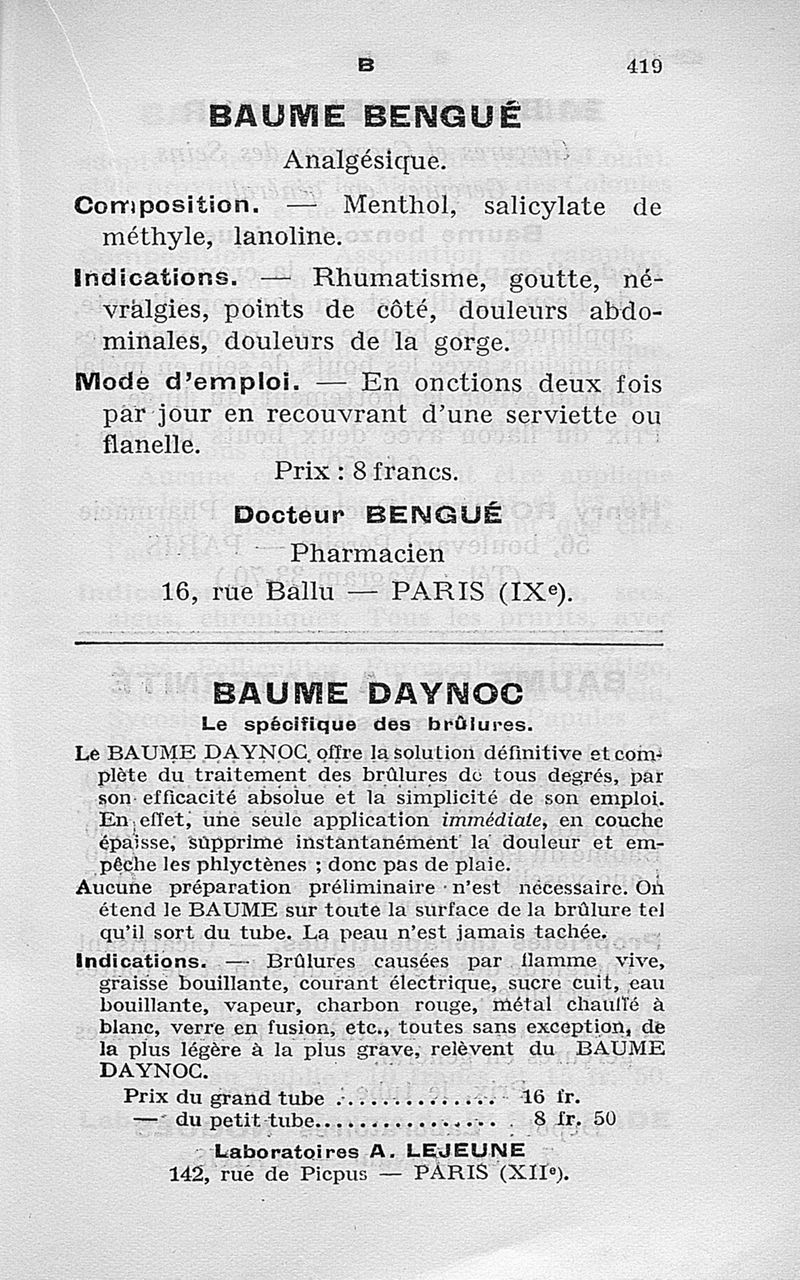 B 419
BAUME BENGUÉ
Analgésique.
Composition. — Menthol, salicylate de
méthyle, lanoline.
Indications. — Rhumatisme, goutte, né-
vralgies, points de côté, douleurs abdo-
minales, douleurs de la gorge.
Mode d'emploi. — En onctions deux fois
par jour en recouvrant d'une serviette ou
flanelle.
Prix : 8 francs.
Docteur BENGUÉ
Pharmacien
16, rue Ballu — PARIS (IXe).
BAUME DAYNOC
Le spécifique des brûlures.
Le BAUME DAYNOC offre la solution définitive et com-
plète du traitement des brûlures de tous degrés, par
son efficacité absolue et la simplicité de son emploi.
En effet, une seule application immédiate, en couche
épaisse, supprime instantanément la douleur et em-
pêche les phlyctènes ; donc pas de plaie.
Aucune préparation préliminaire n'est nécessaire. On
étend le BAUME sur toute la surface de la brûlure tel
qu'il sort du tube. La peau n'est jamais tachée.
Indications. — Brûlures causées par flamme vive,
graisse bouillante, courant électrique, sucre cuit, eau
bouillante, vapeur, charbon rouge, métal chauffé à
blanc, verre en fusion, etc., toutes sans exception, de
la plus légère à la plus grave, relèvent du BAUME
DAYNOC.
Prix du grand tube ............... 16 fr.
— du petit tube................. 8 fr. 50
Laboratoires A. LEJEUNE
142, rue de Picpus — PARIS (XIIe).